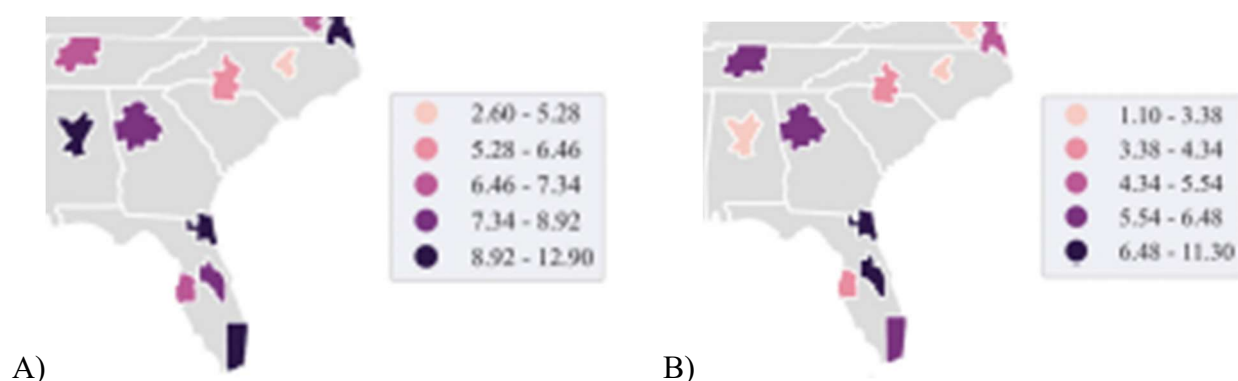 2.60 - 5.28
5.28 - 6.46
6.46 - 7.34
7.34 - 8.92
8.92 - 12.90
A)
1.10 - 3.38
3.38 - 4.34
4.34 - 5.54
5.54 - 6.48
6.48 - 11.30
B)